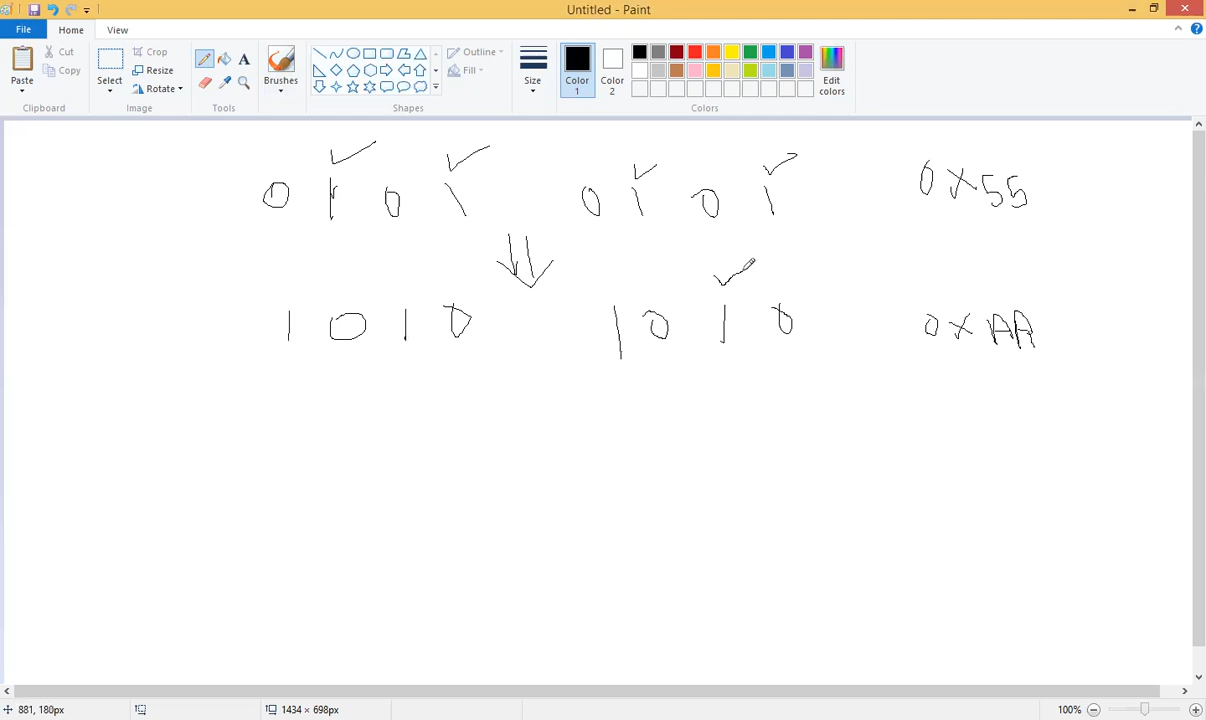 Untitled - Paint
File Home View
Paste
Cut
Copy
Clipboard
Select
Crop
Resize
Rotate
Image
A
Tools
Brushes
Shapes
Outline
Fill
Size
Color 1
Color 2
Edit colors
Colors
0 1 0 1 0 1 0 1 0x55
1 0 1 0 1 0 1 0 0xAA
881, 180px 1434 × 698px 100%